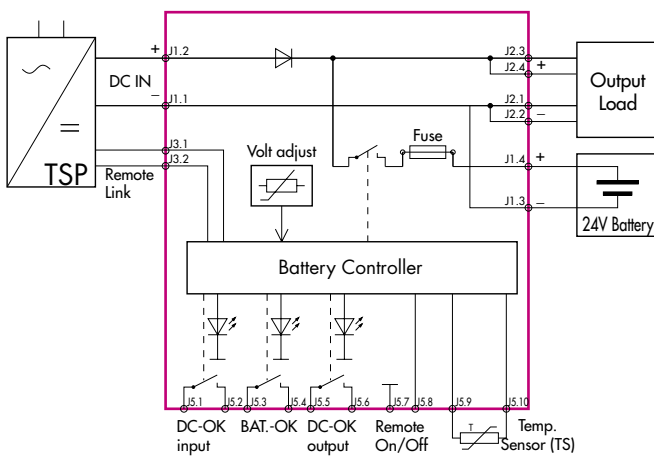 J1.2
J2.3
+
J2.4
+
DC IN
Output
Load
–
J1.1
J2.1
J2.2
–
Fuse
J3.1
Volt adjust
J3.2
J1.4
+
TSP
Remote
Link
J1.3
–
24V Battery
Battery Controller
J5.1
J5.2
J5.3
J5.4
J5.5
J5.6
J5.7
J5.8
J5.9
J5.10
DC-OK
input
BAT.-OK
DC-OK
output
Remote
On/Off
T
Temp.
Sensor (TS)